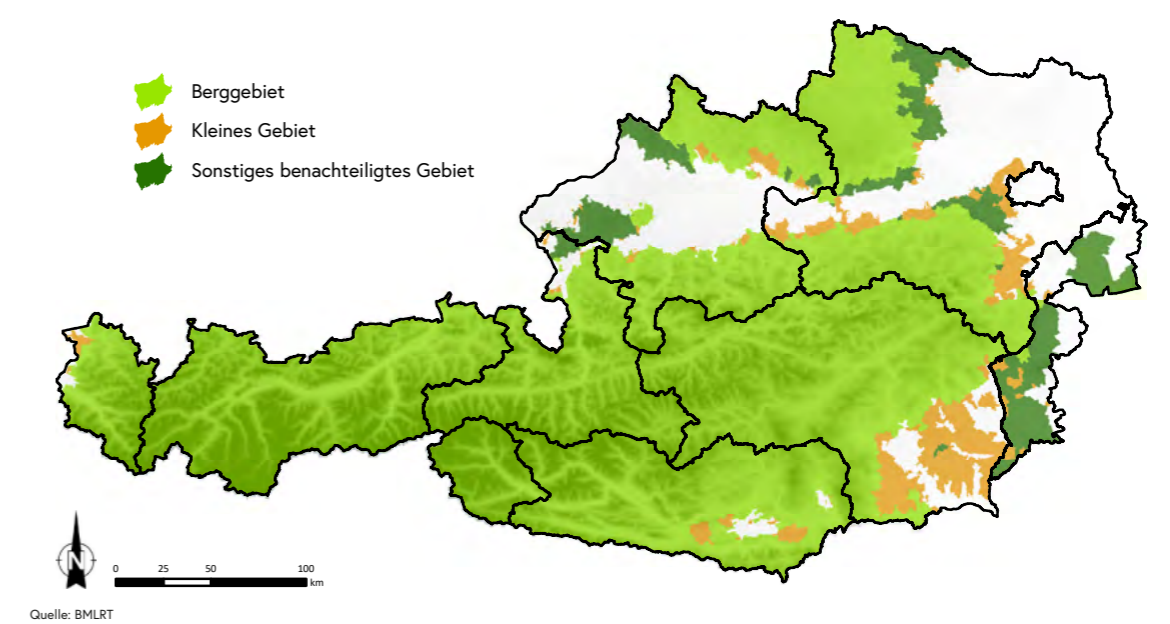 Berggebiet
Kleines Gebiet
Sonstiges benachteiligtes Gebiet
N
0 25 50 100
km
Quelle: BMLRT